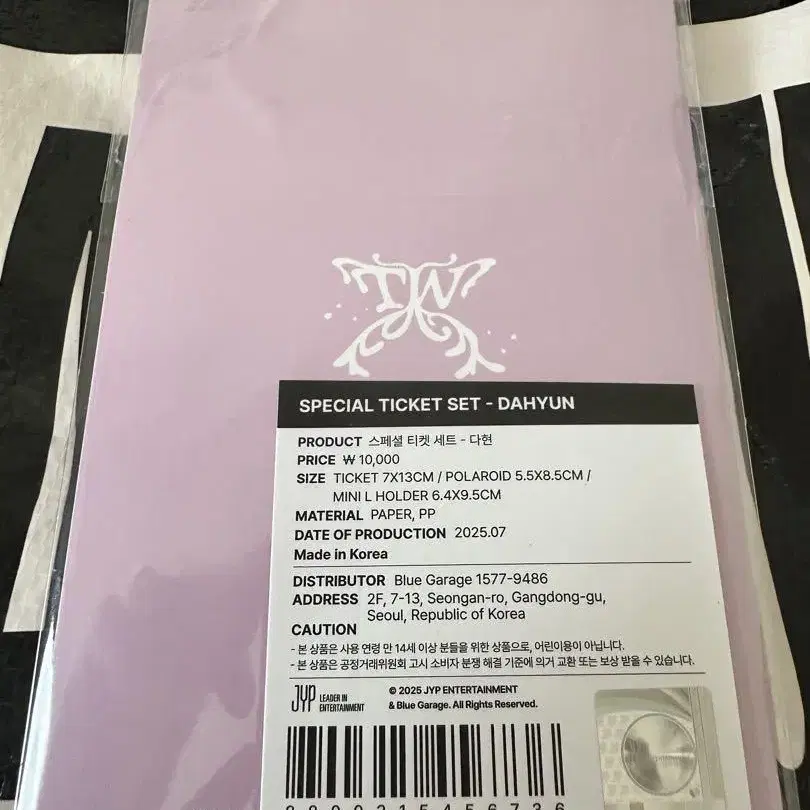 TW
SPECIAL TICKET SET - DAHYUN
PRODUCT 스페셜 티켓 세트 - 다현
PRICE ₩ 10,000
SIZE TICKET 7X13CM / POLAROID 5.5X8.5CM /
MINI L HOLDER 6.4X9.5CM
MATERIAL PAPER, PP
DATE OF PRODUCTION 2025.07
Made in Korea
DISTRIBUTOR Blue Garage 1577-9486
ADDRESS 2F, 7-13, Seongan-ro, Gangdong-gu,
Seoul, Republic of Korea
CAUTION
- 본 상품은 사용 연령 만 14세 이상 분들을 위한 상품으로, 어린이용이 아닙니다.
- 본 상품은 공정거래위원회 고시 소비자 분쟁 해결 기준에 의거 교환 또는 보상 받을 수 있습니다.
JYP LEADER IN
ENTERTAINMENT
© 2025 JYP ENTERTAINMENT
& Blue Garage. All Rights Reserved.